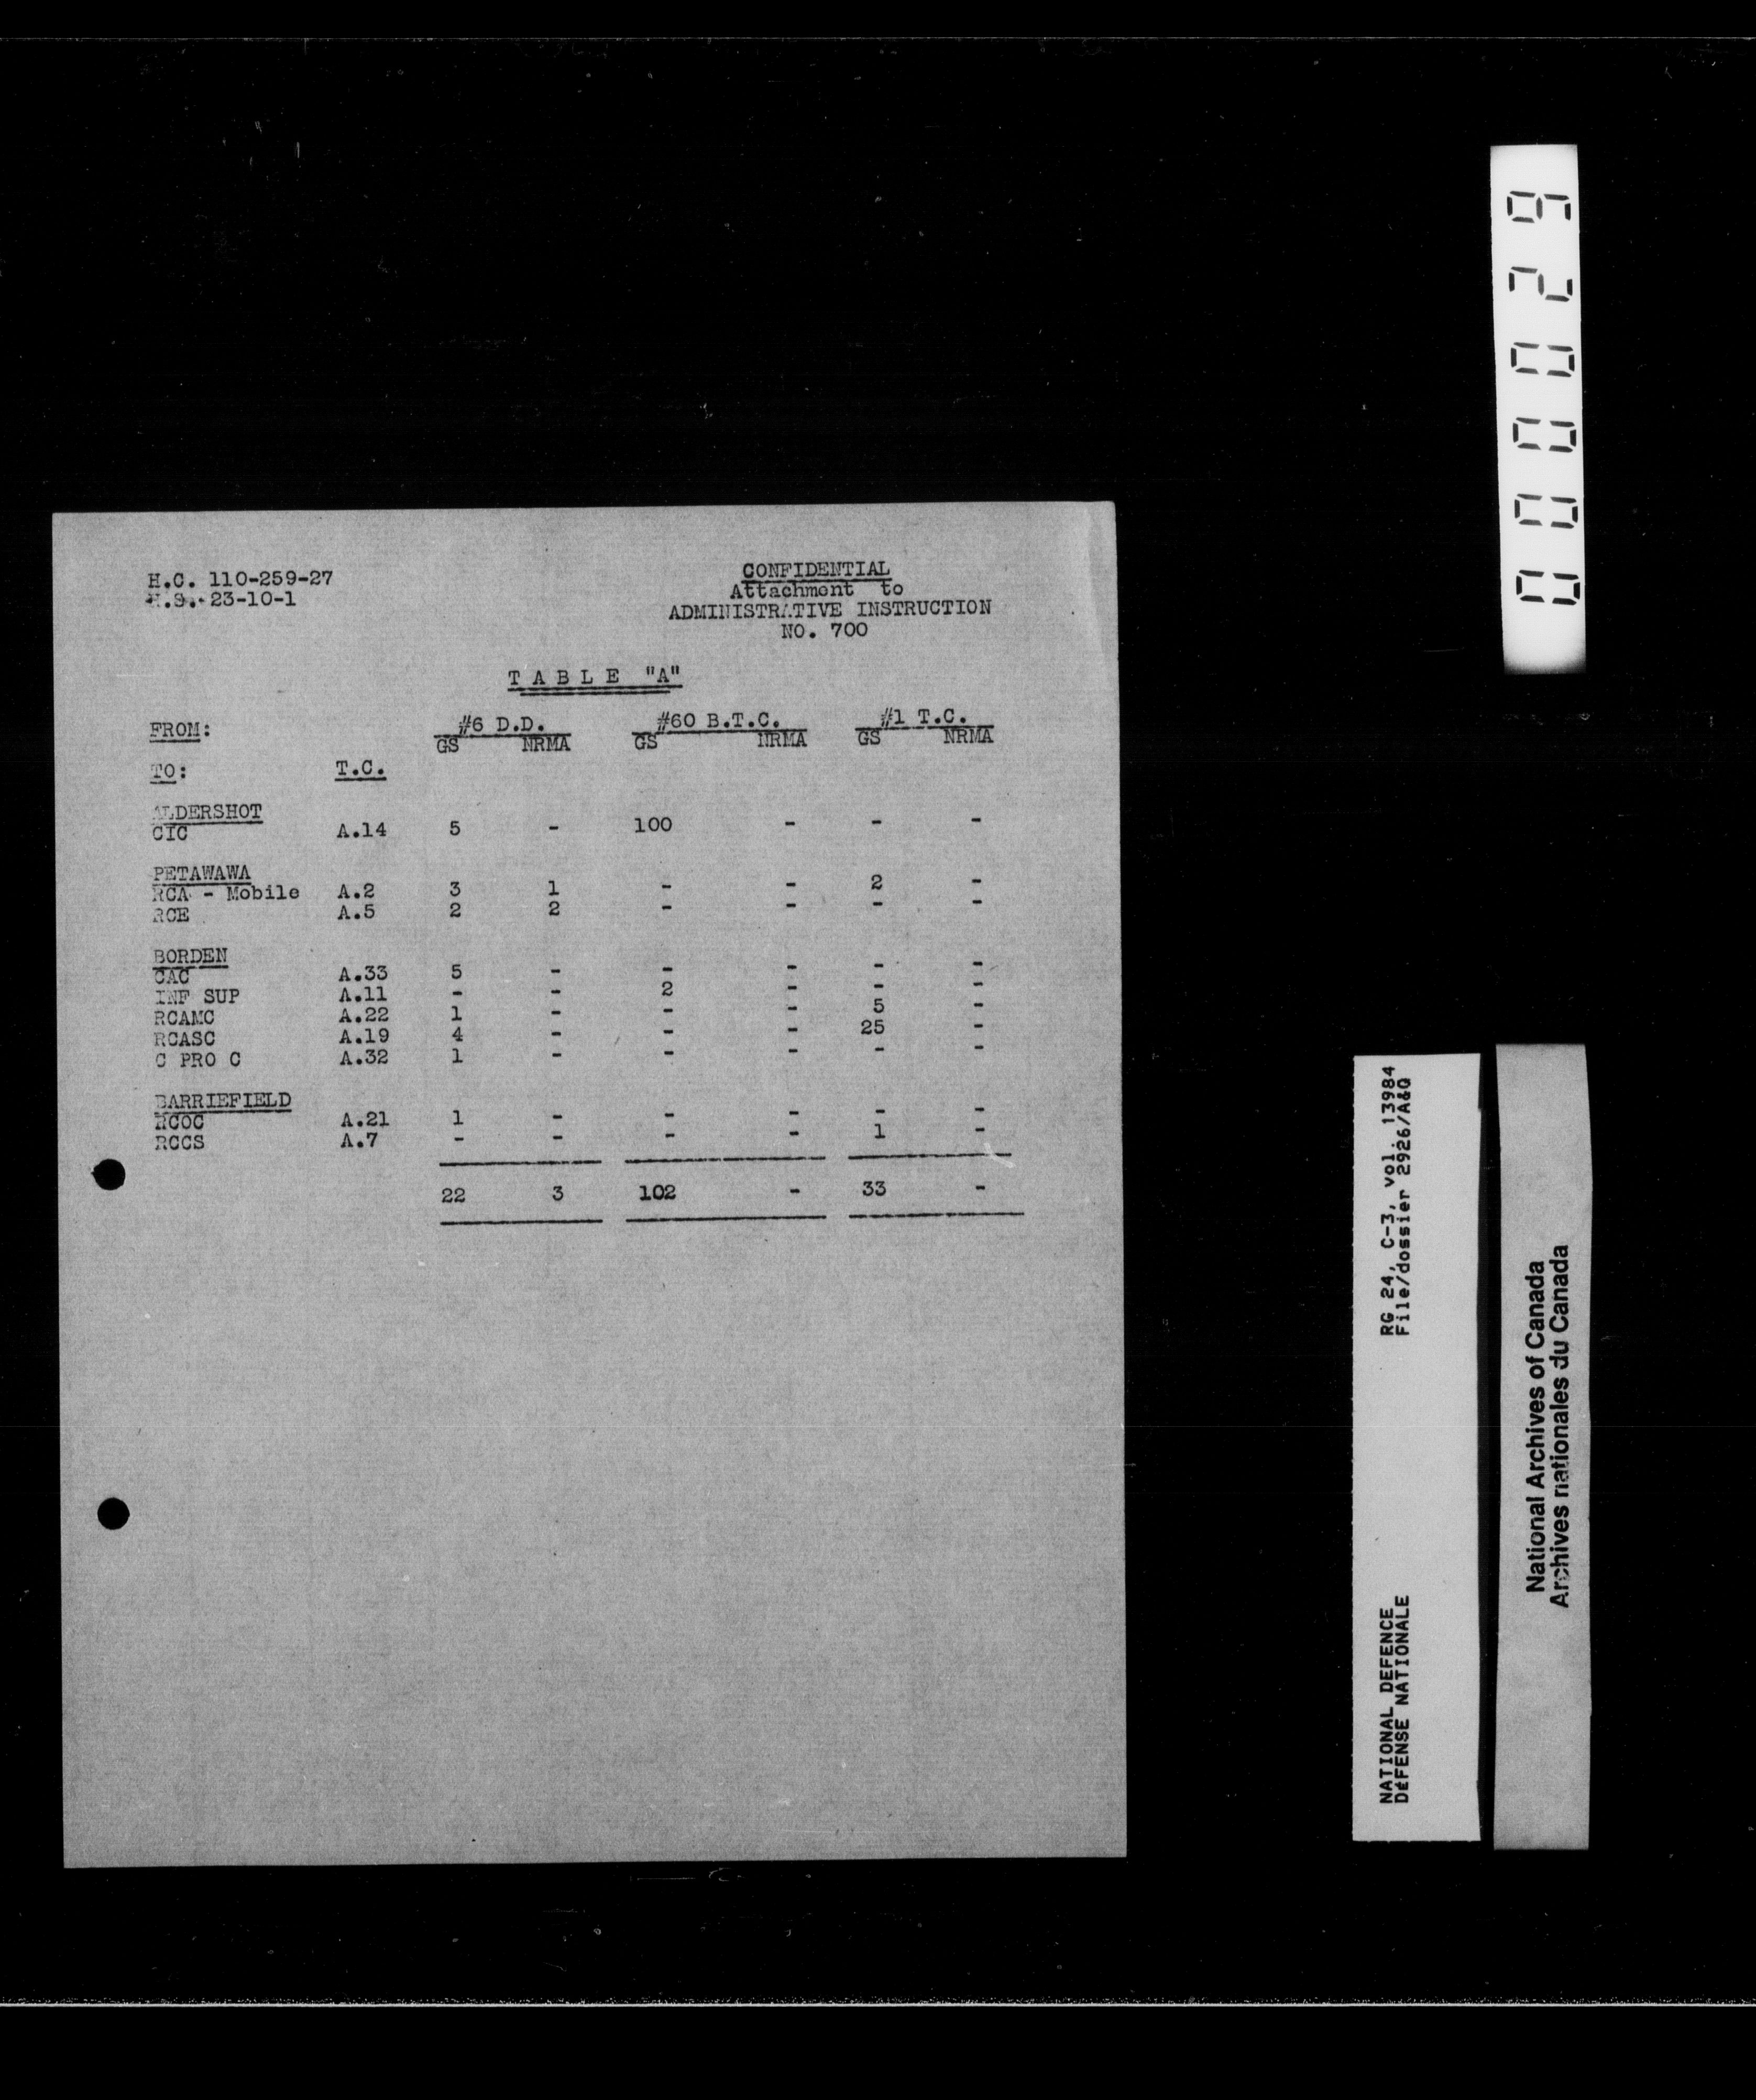 H.C. 110-259-27
H.S. 23-10-1
CONFIDENTIAL
Attachment to
ADMINISTRATIVE INSTRUCTION
NO. 700
TABLE "A"
FROM: #6 D.D. #60 B.T.C. #1 T.C.
GS NRMA GS NRMA GS NRMA
TO: T.C.
ALDERSHOT
CIC A.14 5 - 100 - - -
PETAWAWA
RCA - Mobile A.2 3 1 - - 2 -
RCE A.5 2 2 - - - -
BORDEN
CAC A.33 5 - - - - -
INF SUP A.11 - - 2 - - -
RCAMC A.22 1 - - - 5 -
RCASC A.19 4 - - - 25 -
C PRO C A.32 1 - - - - -
BARRIEFIELD
RCOC A.21 1 - - - - -
RCCS A.7 - - - - 1 -
22 3 102 - 33 -
000029
NATIONAL DEFENCE
DÉFENSE NATIONALE
RG 24, C-3, vol. 13984
File/dossier 2926/A&Q
National Archives of Canada
Archives nationales du Canada